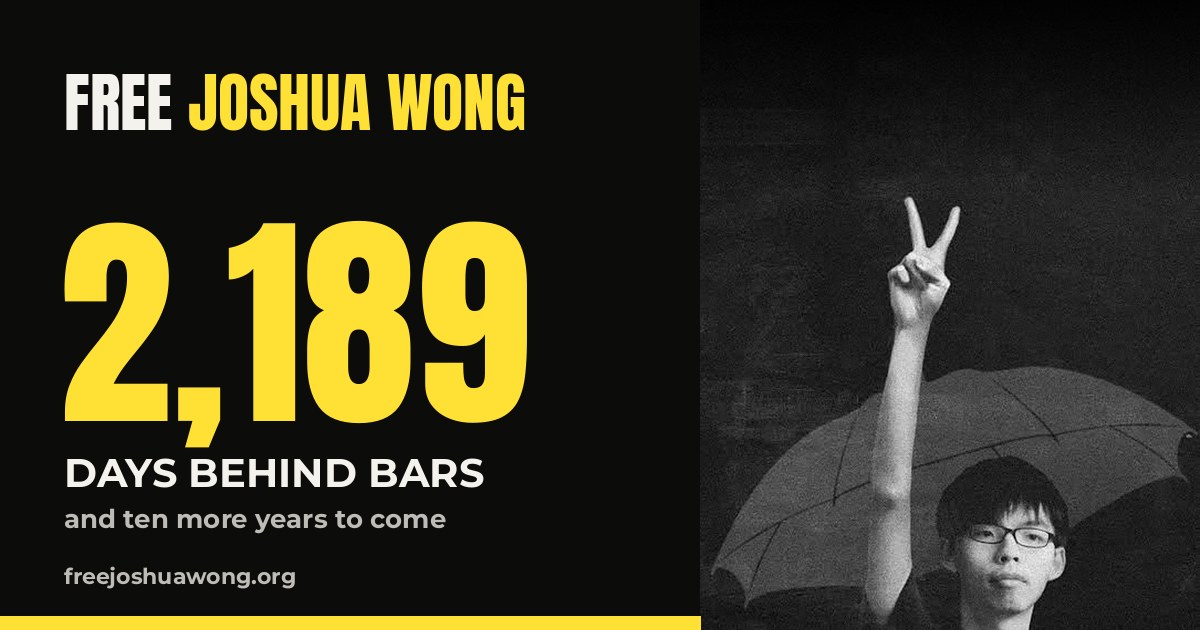 FREE JOSHUA WONG
2,189
DAYS BEHIND BARS
and ten more years to come
freejoshuawong.org